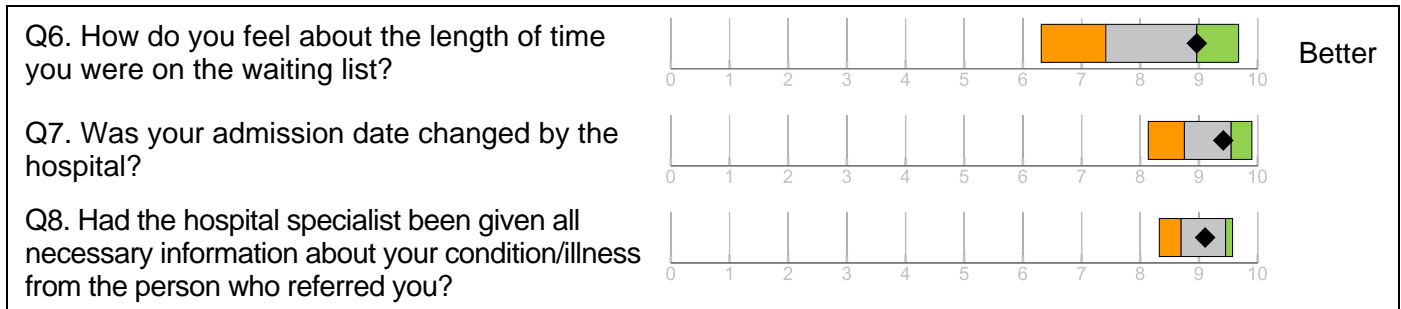 Q6. How do you feel about the length of time
you were on the waiting list?
Better
0 1 2 3 4 5 6 7 8 9 10
Q7. Was your admission date changed by the
hospital?
0 1 2 3 4 5 6 7 8 9 10
Q8. Had the hospital specialist been given all
necessary information about your condition/illness
from the person who referred you?
0 1 2 3 4 5 6 7 8 9 10